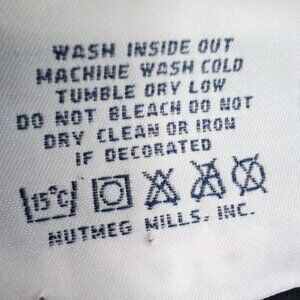 WASH INSIDE OUT
MACHINE WASH COLD
TUMBLE DRY LOW
DO NOT BLEACH DO NOT
DRY CLEAN OR IRON
IF DECORATED
15°C
NUTMEG MILLS, INC.